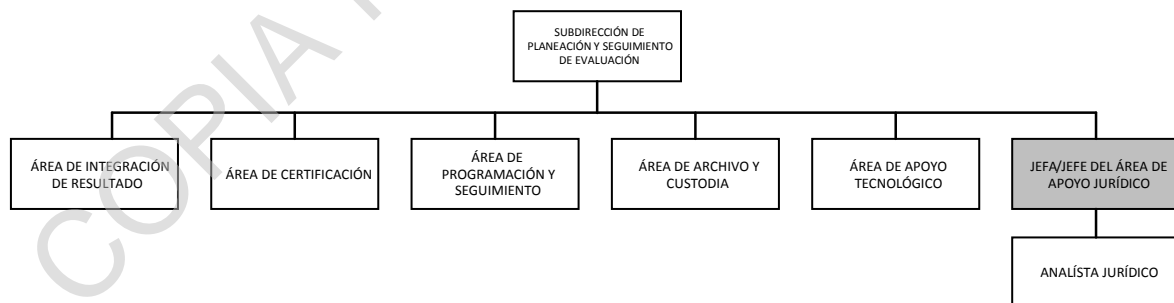 SUBDIRECCIÓN DE
PLANEACIÓN Y SEGUIMIENTO
DE EVALUACIÓN
ÁREA DE INTEGRACIÓN
DE RESULTADO
ÁREA DE CERTIFICACIÓN
ÁREA DE
PROGRAMACIÓN Y
SEGUIMIENTO
ÁREA DE ARCHIVO Y
CUSTODIA
ÁREA DE APOYO
TECNOLÓGICO
JEFA/JEFE DEL ÁREA DE
APOYO JURÍDICO
ANALÍSTA JURÍDICO
COPIA